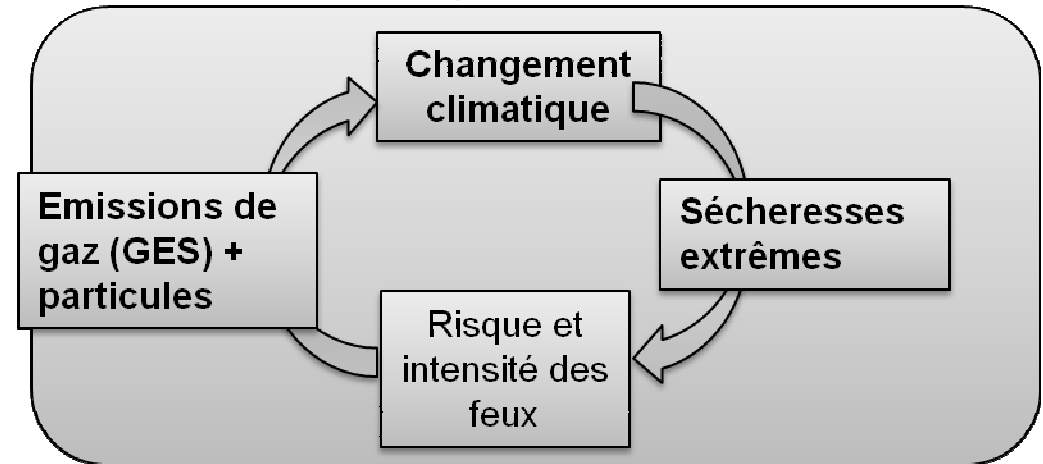 Changement
climatique
Emissions de
gaz (GES) +
particules
Sécheresses
extrêmes
Risque et
intensité des
feux